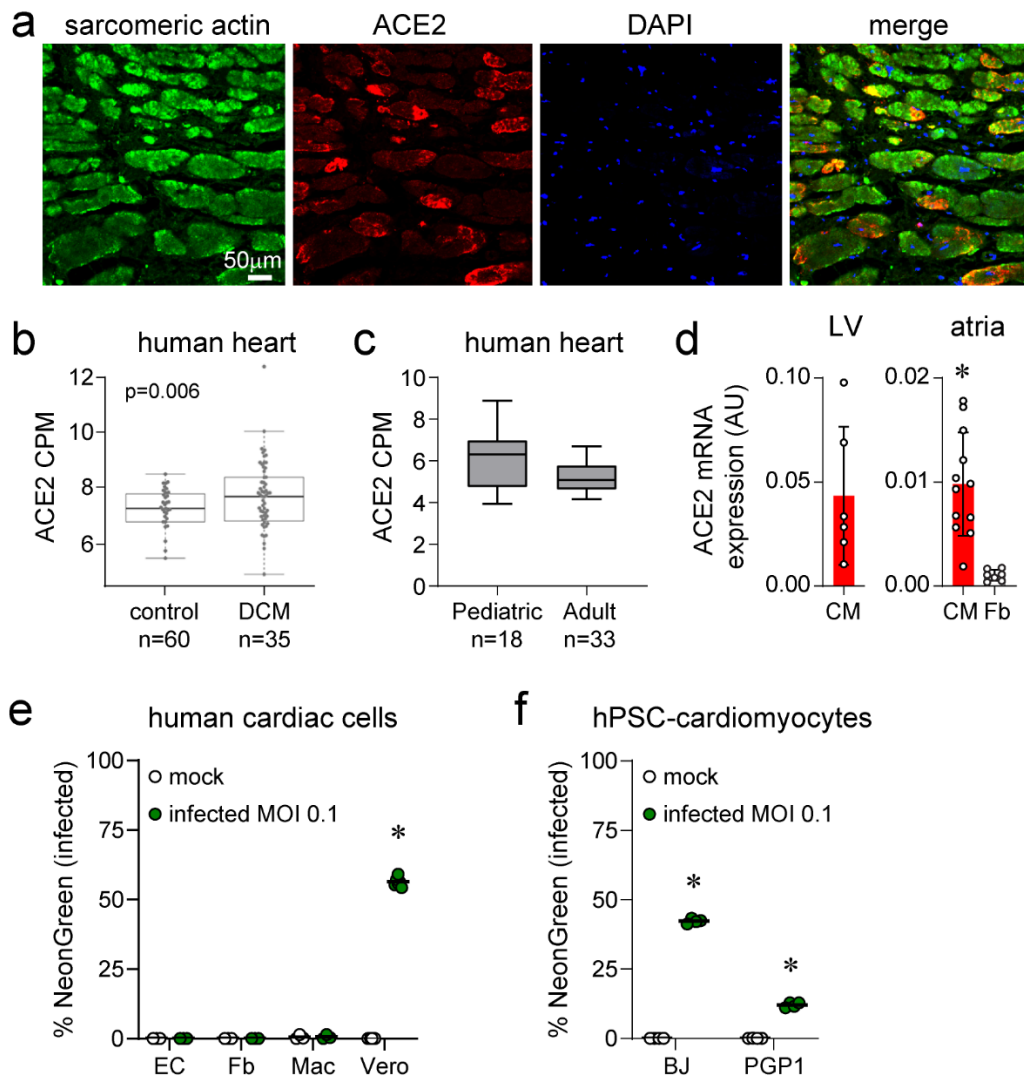 a
sarcomeric actin ACE2 DAPI merge
50μm
b
human heart
ACE2 CPM
12
10
8
6
p=0.006
control DCM
n=60 n=35
c
human heart
ACE2 CPM
10
8
6
4
2
0
Pediatric Adult
n=18 n=33
d
LV atria
ACE2 mRNA
expression (AU)
0.10
0.05
0.00
CM
*
0.02
0.01
0.00
CM Fb
e
human cardiac cells
% NeonGreen (infected)
100
75
50
25
0
mock
infected MOI 0.1
*
EC Fb Mac Vero
f
hPSC-cardiomyocytes
% NeonGreen (infected)
100
75
50
25
0
mock
infected MOI 0.1
*
*
BJ PGP1